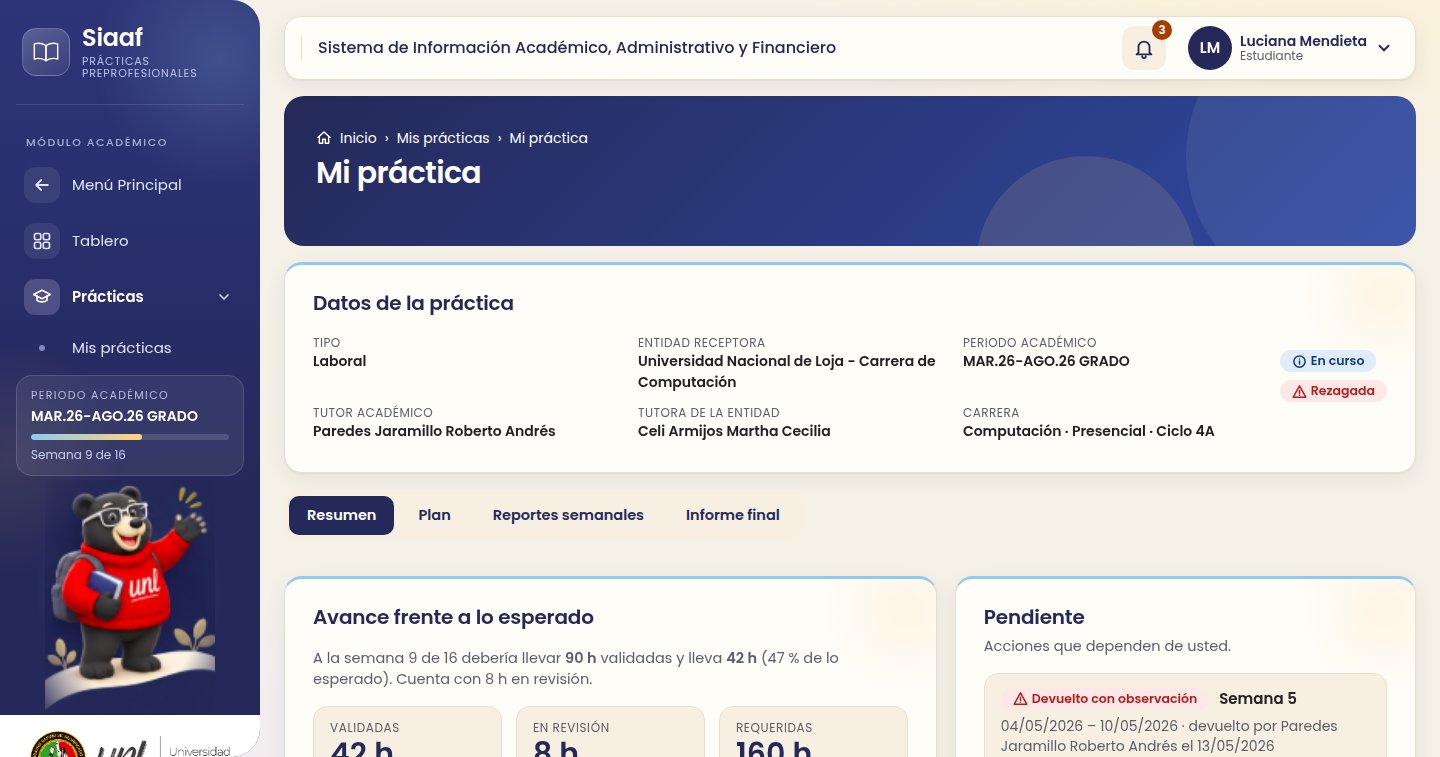 Siaaf
PRÁCTICAS
PREPROFESIONALES
MÓDULO ACADÉMICO
Menú Principal
Tablero
Prácticas
Mis prácticas
PERIODO ACADÉMICO
MAR.26-AGO.26 GRADO
Semana 9 de 16
unl
unl
Universidad
Sistema de Información Académico, Administrativo y Financiero
3
LM
Luciana Mendieta
Estudiante
Inicio › Mis prácticas › Mi práctica
Mi práctica
Datos de la práctica
TIPO
Laboral
ENTIDAD RECEPTORA
Universidad Nacional de Loja - Carrera de
Computación
PERIODO ACADÉMICO
MAR.26-AGO.26 GRADO
En curso
Rezagada
TUTOR ACADÉMICO
Paredes Jaramillo Roberto Andrés
TUTORA DE LA ENTIDAD
Celi Armijos Martha Cecilia
CARRERA
Computación · Presencial · Ciclo 4A
Resumen
Plan
Reportes semanales
Informe final
Avance frente a lo esperado
A la semana 9 de 16 debería llevar 90 h validadas y lleva 42 h (47 % de lo
esperado). Cuenta con 8 h en revisión.
VALIDADAS
42 h
EN REVISIÓN
8 h
REQUERIDAS
160 h
Pendiente
Acciones que dependen de usted.
Devuelto con observación
Semana 5
04/05/2026 – 10/05/2026 · devuelto por Paredes
Jaramillo Roberto Andrés el 13/05/2026